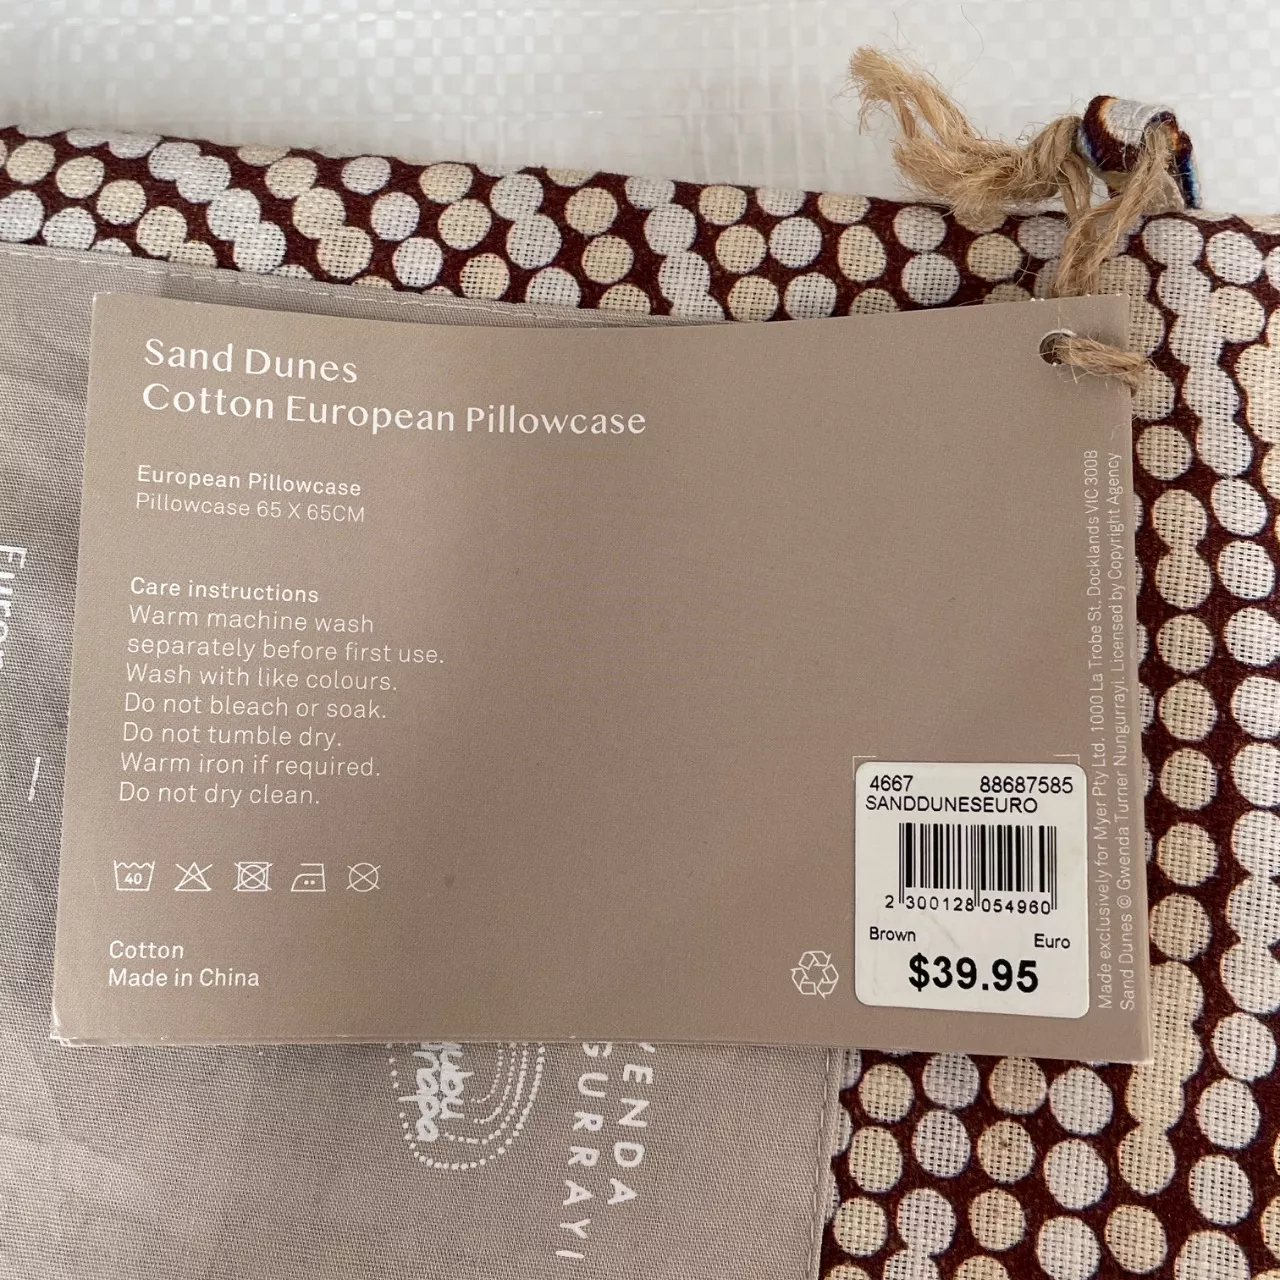 Sand Dunes
Cotton European Pillowcase
European Pillowcase
Pillowcase 65 X 65CM
Care instructions
Warm machine wash
separately before first use.
Wash with like colours.
Do not bleach or soak.
Do not tumble dry.
Warm iron if required.
Do not dry clean.
40
Cotton
Made in China
4667 88687585
SANDDUNESEURO
2 300128 054960
Brown Euro
$39.95
Made exclusively for Myer Pty Ltd. 1000 La Trobe St. Docklands VIC 3008
Sand Dunes © Gwenda Turner Nungurrayi. Licensed by Copyright Agency
ENDA
URRAYI